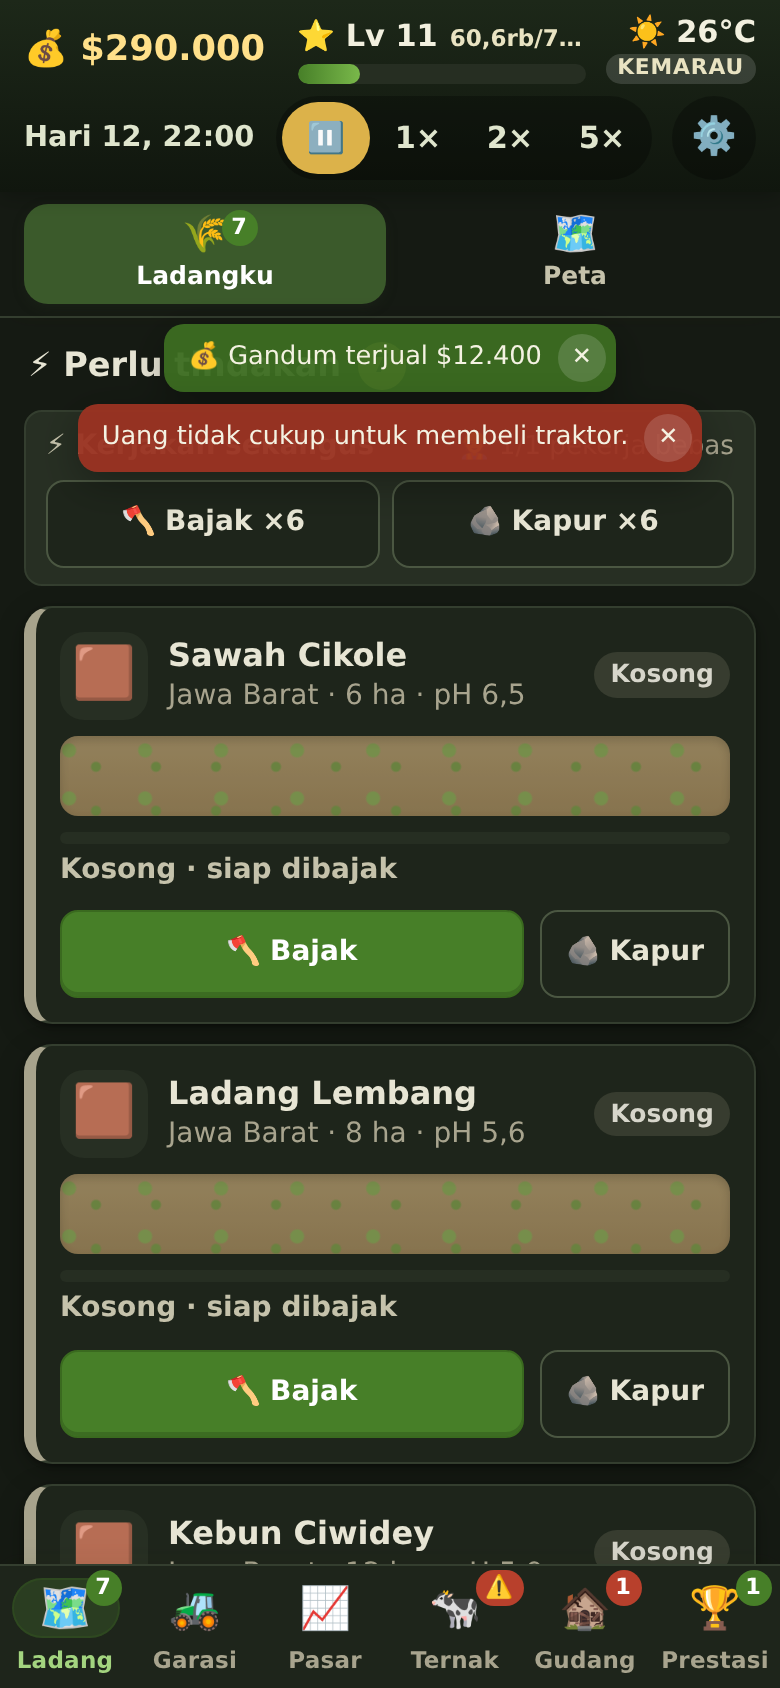 $290.000
Lv 11 60,6rb/7…
26°C
KEMARAU
Hari 12, 22:00
1× 2× 5×
7
Ladangku
Peta
Perlu
Gandum terjual $12.400 ✕
Uang tidak cukup untuk membeli traktor. ✕
Bajak ×6
Kapur ×6
Sawah Cikole
Jawa Barat · 6 ha · pH 6,5
Kosong
Kosong · siap dibajak
Bajak
Kapur
Ladang Lembang
Jawa Barat · 8 ha · pH 5,6
Kosong
Kosong · siap dibajak
Bajak
Kapur
Kebun Ciwidey
Kosong
7
1
1
Ladang
Garasi
Pasar
Ternak
Gudang
Prestasi